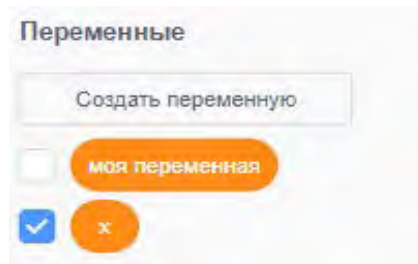 Переменные
Создать переменную
моя переменная
x